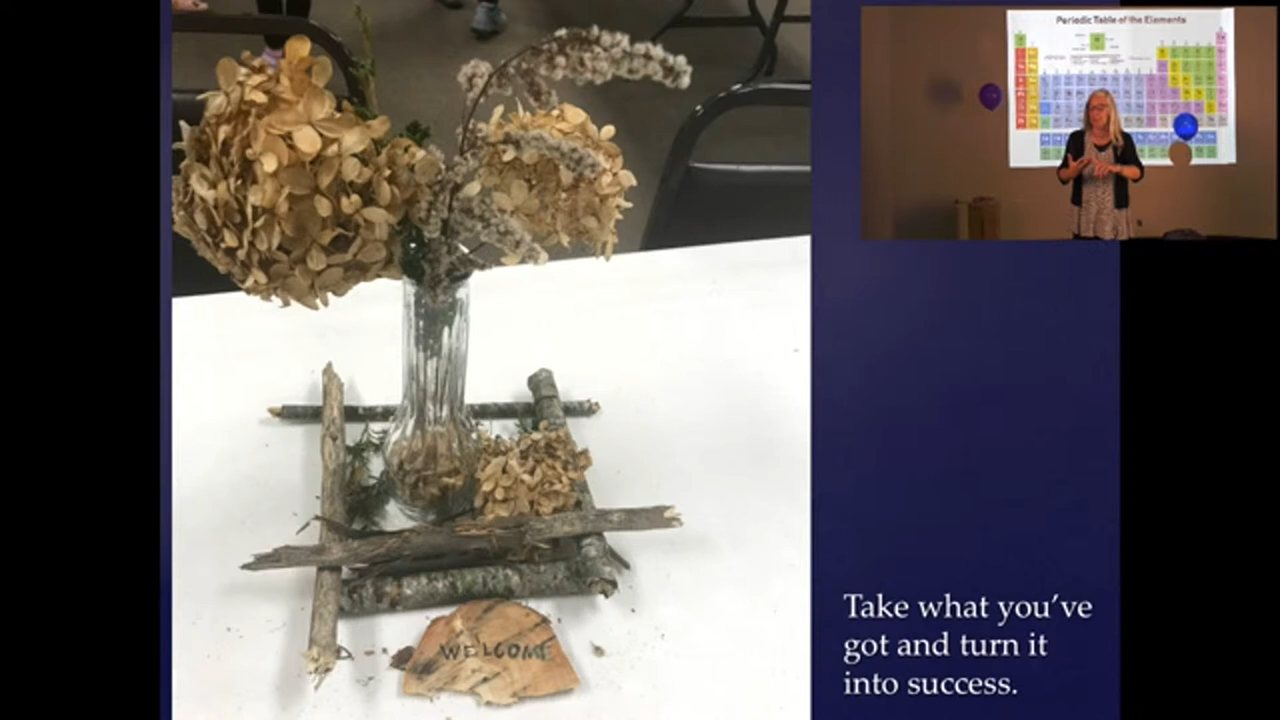 Periodic Table of the Elements
WELCOME
Take what you've
got and turn it
into success.